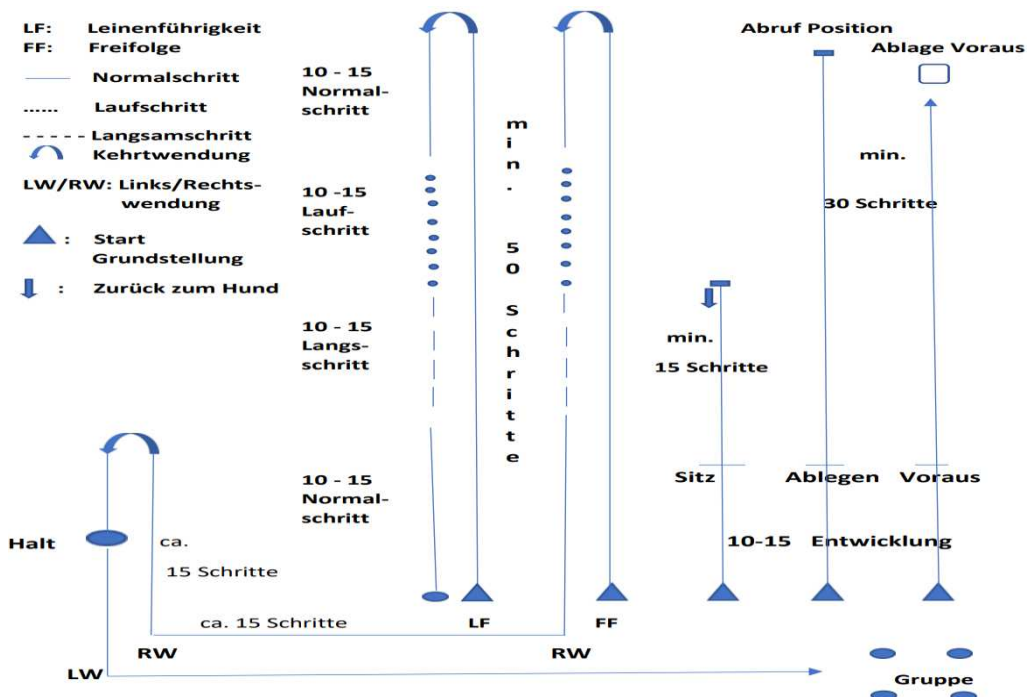 LF: Leinenführigkeit
FF: Freifolge
Normalschritt
...... Laufschritt
- - - - - Langsamschritt
Kehrtwendung
LW/RW: Links/Rechts-
wendung
: Start
Grundstellung
: Zurück zum Hund
10 - 15
Normal-
schritt
10 -15
Lauf-
schritt
10 - 15
Langs-
schritt
10 - 15
Normal-
schritt
min. 50 Schritte
Abruf Position
Ablage Voraus
min.
30 Schritte
min.
15 Schritte
Sitz Ablegen Voraus
10-15 Entwicklung
Halt
ca.
15 Schritte
ca. 15 Schritte
LF FF
RW RW
LW
Gruppe